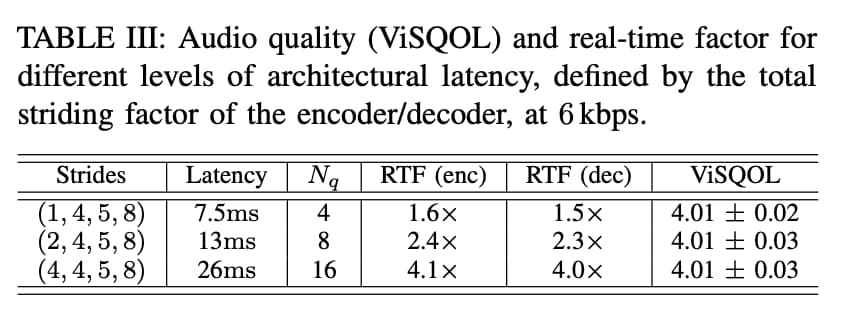 TABLE III: Audio quality (ViSQOL) and real-time factor for
different levels of architectural latency, defined by the total
striding factor of the encoder/decoder, at 6 kbps.
Strides Latency N_q RTF (enc) RTF (dec) ViSQOL
(1, 4, 5, 8) 7.5ms 4 1.6× 1.5× 4.01 ± 0.02
(2, 4, 5, 8) 13ms 8 2.4× 2.3× 4.01 ± 0.03
(4, 4, 5, 8) 26ms 16 4.1× 4.0× 4.01 ± 0.03